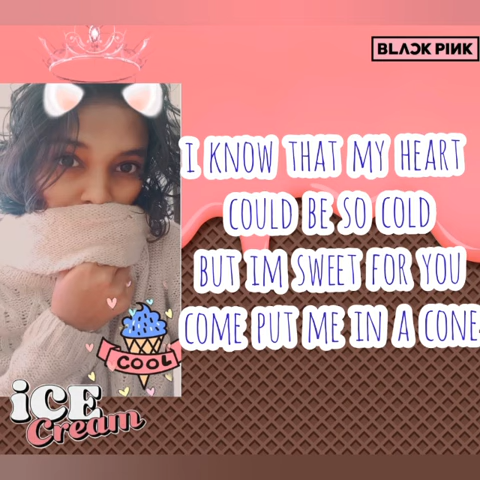 BLACKPINK
I KNOW THAT MY HEART
COULD BE SO COLD
BUT IM SWEET FOR YOU
COME PUT ME IN A CONE
COOL
iCE
Cream